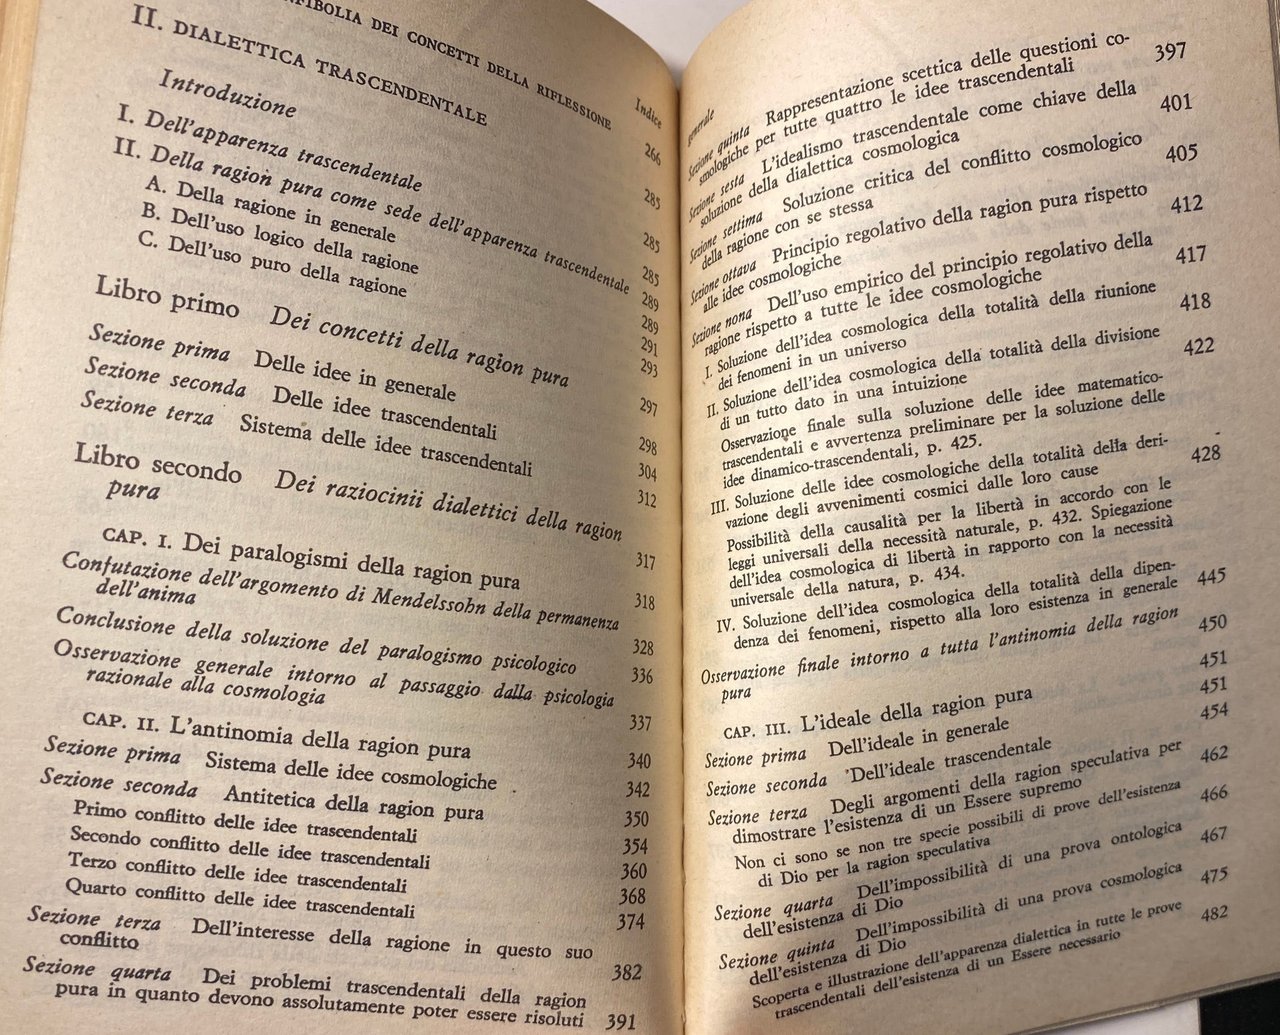 DEI CONCETTI DELLA RIFLESSIONE 266
Indice
II. DIALETTICA TRASCENDENTALE 285
Introduzione 285
I. Dell'apparenza trascendentale 285
II. Della ragion pura come sede dell'apparenza trascendentale 289
A. Della ragione in generale 289
B. Dell'uso logico della ragione 291
C. Dell'uso puro della ragione 293
Libro primo Dei concetti della ragion pura 297
Sezione prima Delle idee in generale 298
Sezione seconda Delle idee trascendentali 304
Sezione terza Sistema delle idee trascendentali 312
Libro secondo Dei raziocinii dialettici della ragion
pura 317
CAP. I. Dei paralogismi della ragion pura 318
Confutazione dell'argomento di Mendelssohn della permanenza
dell'anima 328
Conclusione della soluzione del paralogismo psicologico 336
Osservazione generale intorno al passaggio dalla psicologia
razionale alla cosmologia 337
CAP. II. L'antinomia della ragion pura 340
Sezione prima Sistema delle idee cosmologiche 342
Sezione seconda Antitetica della ragion pura 350
Primo conflitto delle idee trascendentali 354
Secondo conflitto delle idee trascendentali 360
Terzo conflitto delle idee trascendentali 368
Quarto conflitto delle idee trascendentali 374
Sezione terza Dell'interesse della ragione in questo suo
conflitto 382
Sezione quarta Dei problemi trascendentali della ragion
pura in quanto devono assolutamente poter essere risoluti 391
generale
Sezione quinta Rappresentazione scettica delle questioni co-
smologiche per tutte quattro le idee trascendentali 397
Sezione sesta L'idealismo trascendentale come chiave della
soluzione della dialettica cosmologica 401
Sezione settima Soluzione critica del conflitto cosmologico
della ragione con se stessa 405
Sezione ottava Principio regolativo della ragion pura rispetto
alle idee cosmologiche 412
Sezione nona Dell'uso empirico del principio regolativo della
ragione rispetto a tutte le idee cosmologiche 417
I. Soluzione dell'idea cosmologica della totalità della riunione
dei fenomeni in un universo 418
II. Soluzione dell'idea cosmologica della totalità della divisione
di un tutto dato in una intuizione 422
Osservazione finale sulla soluzione delle idee matematico-
trascendentali e avvertenza preliminare per la soluzione delle
idee dinamico-trascendentali, p. 425.
III. Soluzione delle idee cosmologiche della totalità della deri-
vazione degli avvenimenti cosmici dalle loro cause 428
Possibilità della causalità per la libertà in accordo con le
leggi universali della necessità naturale, p. 432. Spiegazione
dell'idea cosmologica di libertà in rapporto con la necessità
universale della natura, p. 434.
IV. Soluzione dell'idea cosmologica della totalità della dipen-
denza dei fenomeni, rispetto alla loro esistenza in generale 445
Osservazione finale intorno a tutta l'antinomia della ragion
pura 450
CAP. III. L'ideale della ragion pura 451
Sezione prima Dell'ideale in generale 451
Sezione seconda Dell'ideale trascendentale 454
Sezione terza Degli argomenti della ragion speculativa per
dimostrare l'esistenza di un Essere supremo 462
Non ci sono se non tre specie possibili di prove dell'esistenza
di Dio per la ragion speculativa 466
Sezione quarta Dell'impossibilità di una prova ontologica
dell'esistenza di Dio 467
Sezione quinta Dell'impossibilità di una prova cosmologica
dell'esistenza di Dio 475
Scoperta e illustrazione dell'apparenza dialettica in tutte le prove
trascendentali dell'esistenza di un Essere necessario 482